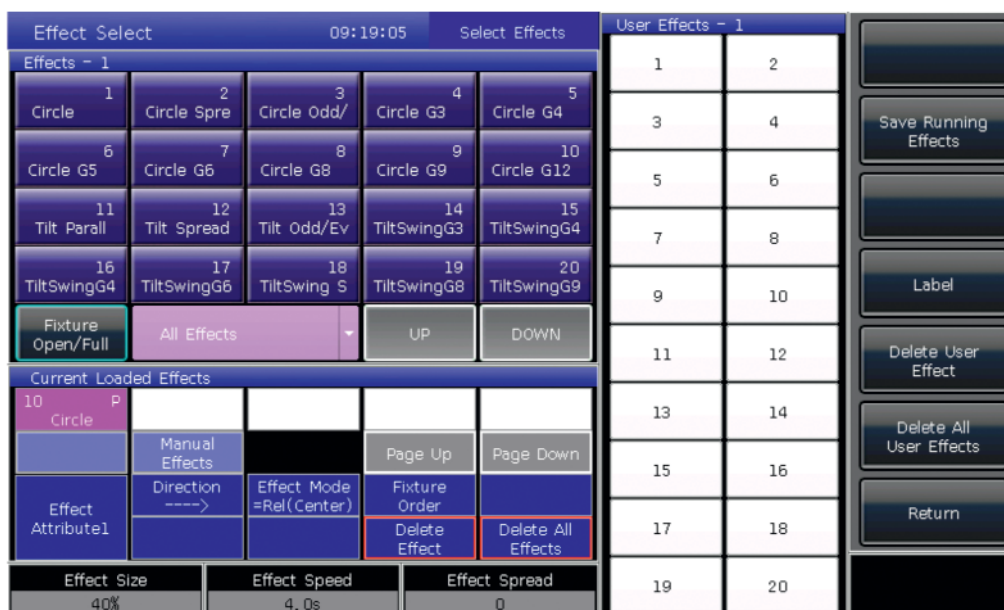 Effect Select 09:19:05 Select Effects
Effects - 1
1 2 3 4 5
Circle Circle Spre Circle Odd/ Circle G3 Circle G4
6 7 8 9 10
Circle G5 Circle G6 Circle G8 Circle G9 Circle G12
11 12 13 14 15
Tilt Parall Tilt Spread Tilt Odd/Ev TiltSwingG3 TiltSwingG4
16 17 18 19 20
TiltSwingG4 TiltSwingG6 TiltSwing S TiltSwingG8 TiltSwingG9
Fixture
Open/Full
All Effects
UP
DOWN
Current Loaded Effects
10 P
Circle
Manual
Effects
Page Up
Page Down
Effect
Attribute1
Direction
---->
Effect Mode
=Rel(Center)
Fixture
Order
Delete
Effect
Delete All
Effects
Effect Size Effect Speed Effect Spread
40% 4.0s 0
User Effects - 1
1 2
3 4
5 6
7 8
9 10
11 12
13 14
15 16
17 18
19 20
Save Running
Effects
Label
Delete User
Effect
Delete All
User Effects
Return